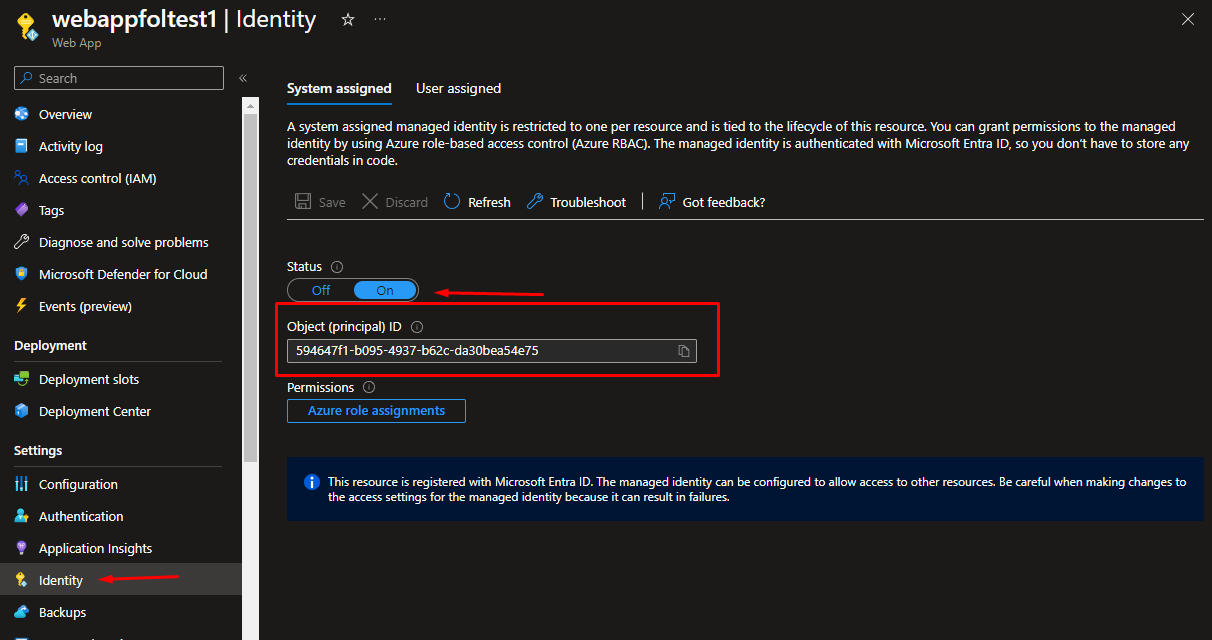 webappfoltest1 | Identity
Web App
Search
Overview
Activity log
Access control (IAM)
Tags
Diagnose and solve problems
Microsoft Defender for Cloud
Events (preview)
Deployment
Deployment slots
Deployment Center
Settings
Configuration
Authentication
Application Insights
Identity
Backups
System assigned User assigned
A system assigned managed identity is restricted to one per resource and is tied to the lifecycle of this resource. You can grant permissions to the managed
identity by using Azure role-based access control (Azure RBAC). The managed identity is authenticated with Microsoft Entra ID, so you don't have to store any
credentials in code.
Save Discard Refresh Troubleshoot Got feedback?
Status
Off On
Object (principal) ID
594647f1-b095-4937-b62c-da30bea54e75
Permissions
Azure role assignments
This resource is registered with Microsoft Entra ID. The managed identity can be configured to allow access to other resources. Be careful when making changes to
the access settings for the managed identity because it can result in failures.